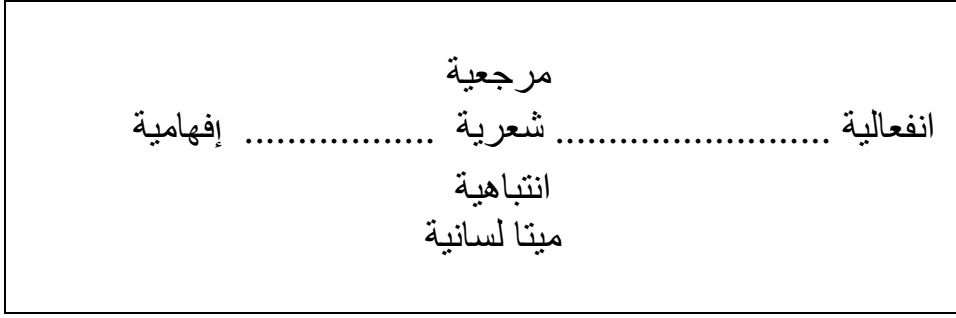 مرجعية
انفعالية .......................... شعرية .................. إفهامية
انتباهية
ميتا لسانية